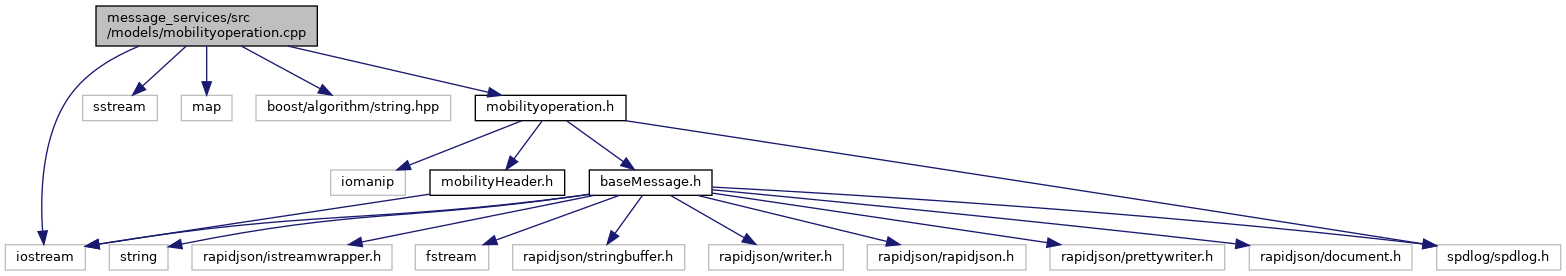 message_services/src
/models/mobilityoperation.cpp
sstream
map
boost/algorithm/string.hpp
mobilityoperation.h
iomanip
mobilityHeader.h
baseMessage.h
iostream
string
rapidjson/istreamwrapper.h
fstream
rapidjson/stringbuffer.h
rapidjson/writer.h
rapidjson/rapidjson.h
rapidjson/prettywriter.h
rapidjson/document.h
spdlog/spdlog.h